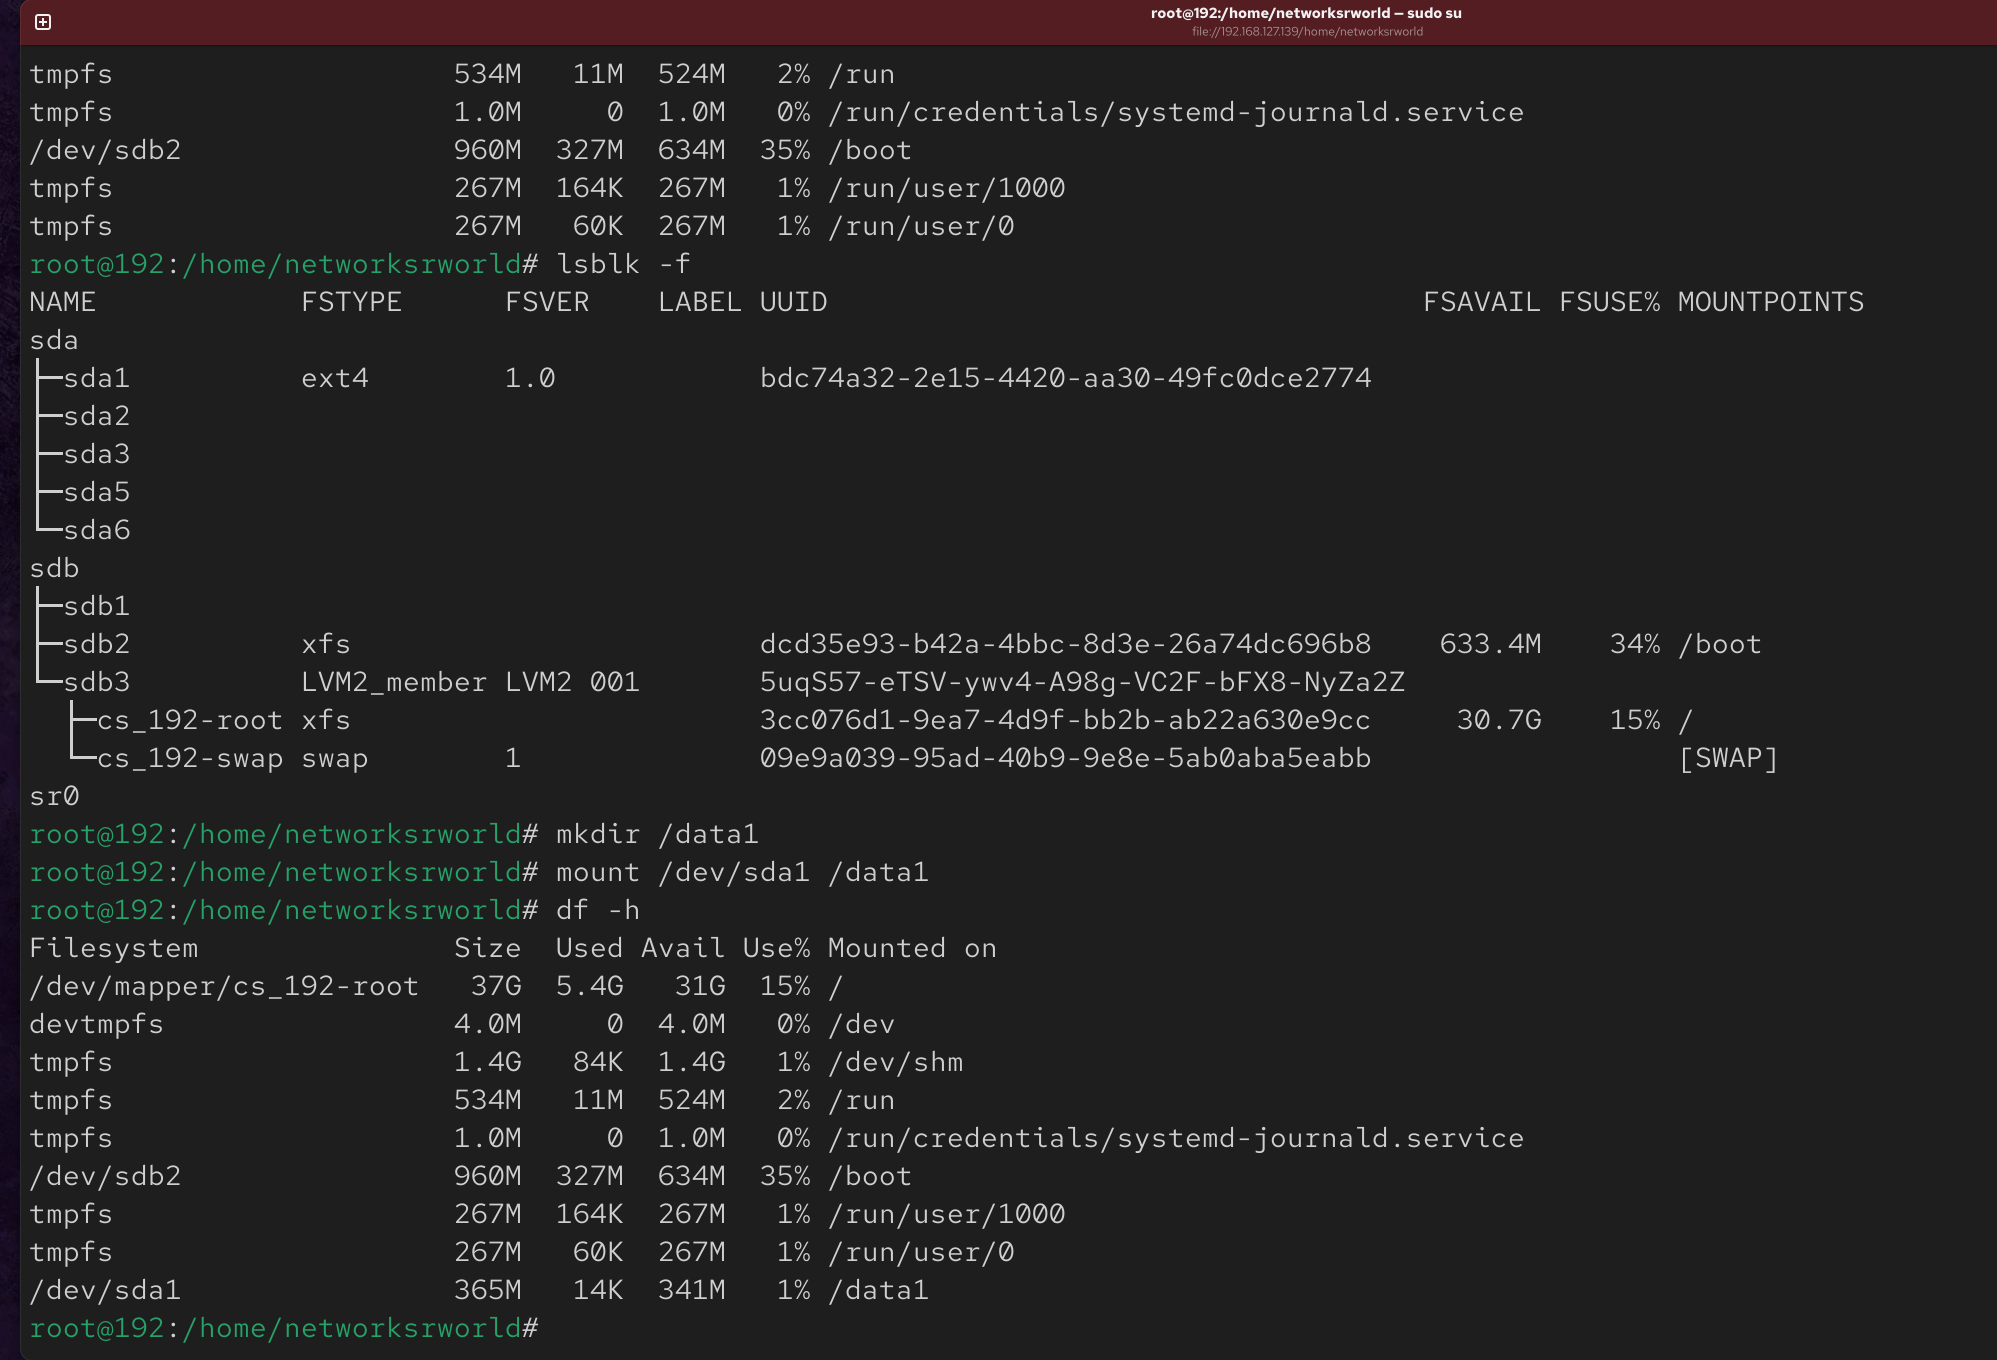 root@192:/home/networksrworld — sudo su
file://192.168.127.139/home/networksrworld
tmpfs                    534M   11M  524M   2% /run
tmpfs                    1.0M     0  1.0M   0% /run/credentials/systemd-journald.service
/dev/sdb2                960M  327M  634M  35% /boot
tmpfs                    267M  164K  267M   1% /run/user/1000
tmpfs                    267M   60K  267M   1% /run/user/0
root@192:/home/networksrworld# lsblk -f
NAME            FSTYPE      FSVER    LABEL UUID                                   FSAVAIL FSUSE% MOUNTPOINTS
sda
├─sda1          ext4        1.0            bdc74a32-2e15-4420-aa30-49fc0dce2774
├─sda2
├─sda3
├─sda5
└─sda6
sdb
├─sdb1
├─sdb2          xfs                        dcd35e93-b42a-4bbc-8d3e-26a74dc696b8    633.4M    34% /boot
└─sdb3          LVM2_member LVM2 001       5uqS57-eTSV-ywv4-A98g-VC2F-bFX8-NyZa2Z
  ├─cs_192-root xfs                        3cc076d1-9ea7-4d9f-bb2b-ab22a630e9cc     30.7G    15% /
  └─cs_192-swap swap        1              09e9a039-95ad-40b9-9e8e-5ab0aba5eabb                  [SWAP]
sr0
root@192:/home/networksrworld# mkdir /data1
root@192:/home/networksrworld# mount /dev/sda1 /data1
root@192:/home/networksrworld# df -h
Filesystem               Size  Used Avail Use% Mounted on
/dev/mapper/cs_192-root   37G  5.4G   31G  15% /
devtmpfs                 4.0M     0  4.0M   0% /dev
tmpfs                    1.4G   84K  1.4G   1% /dev/shm
tmpfs                    534M   11M  524M   2% /run
tmpfs                    1.0M     0  1.0M   0% /run/credentials/systemd-journald.service
/dev/sdb2                960M  327M  634M  35% /boot
tmpfs                    267M  164K  267M   1% /run/user/1000
tmpfs                    267M   60K  267M   1% /run/user/0
/dev/sda1                365M   14K  341M   1% /data1
root@192:/home/networksrworld#